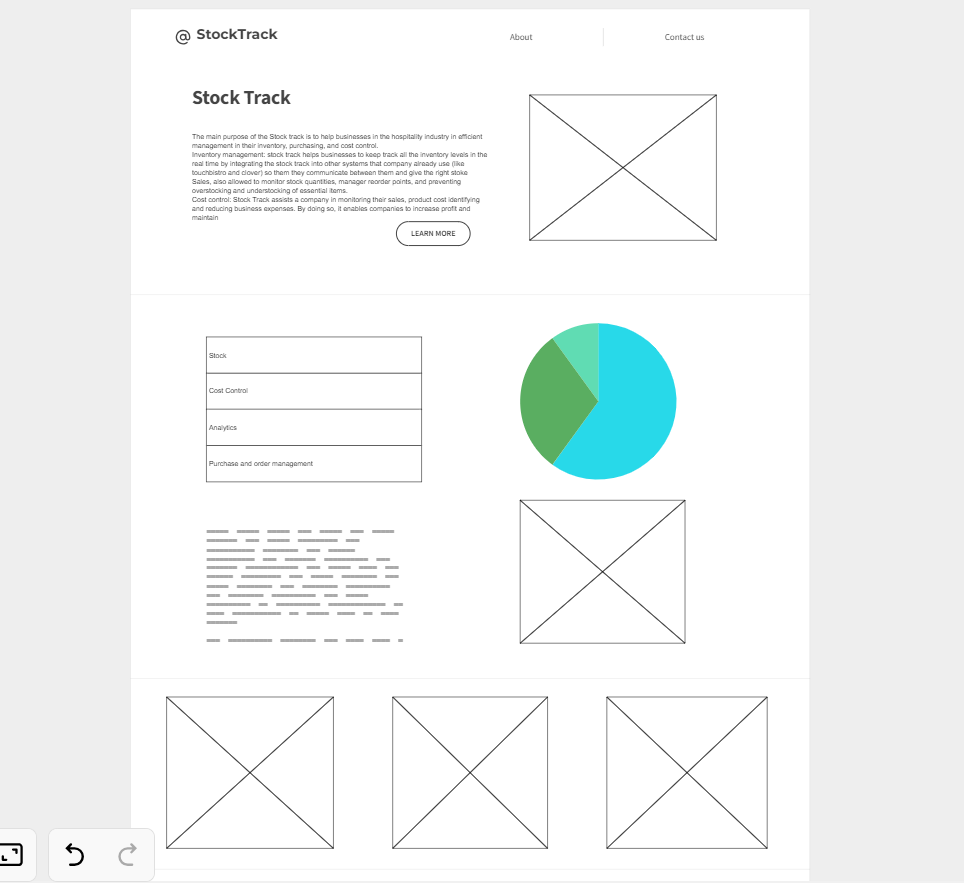 @ StockTrack
About
Contact us
Stock Track
The main purpose of the Stock track is to help businesses in the hospitality industry in efficient
management in their inventory, purchasing, and cost control.
Inventory management: stock track helps businesses to keep track all the inventory levels in the
real time by integrating the stock track into other systems that company already use (like
touchbistro and clover) so them they communicate between them and give the right stoke
Sales, also allowed to monitor stock quantities, manager reorder points, and preventing
overstocking and understocking of essential items.
Cost control: Stock Track assists a company in monitoring their sales, product cost identifying
and reducing business expenses. By doing so, it enables companies to increase profit and
maintain
LEARN MORE
Stock
Cost Control
Analytics
Purchase and order management